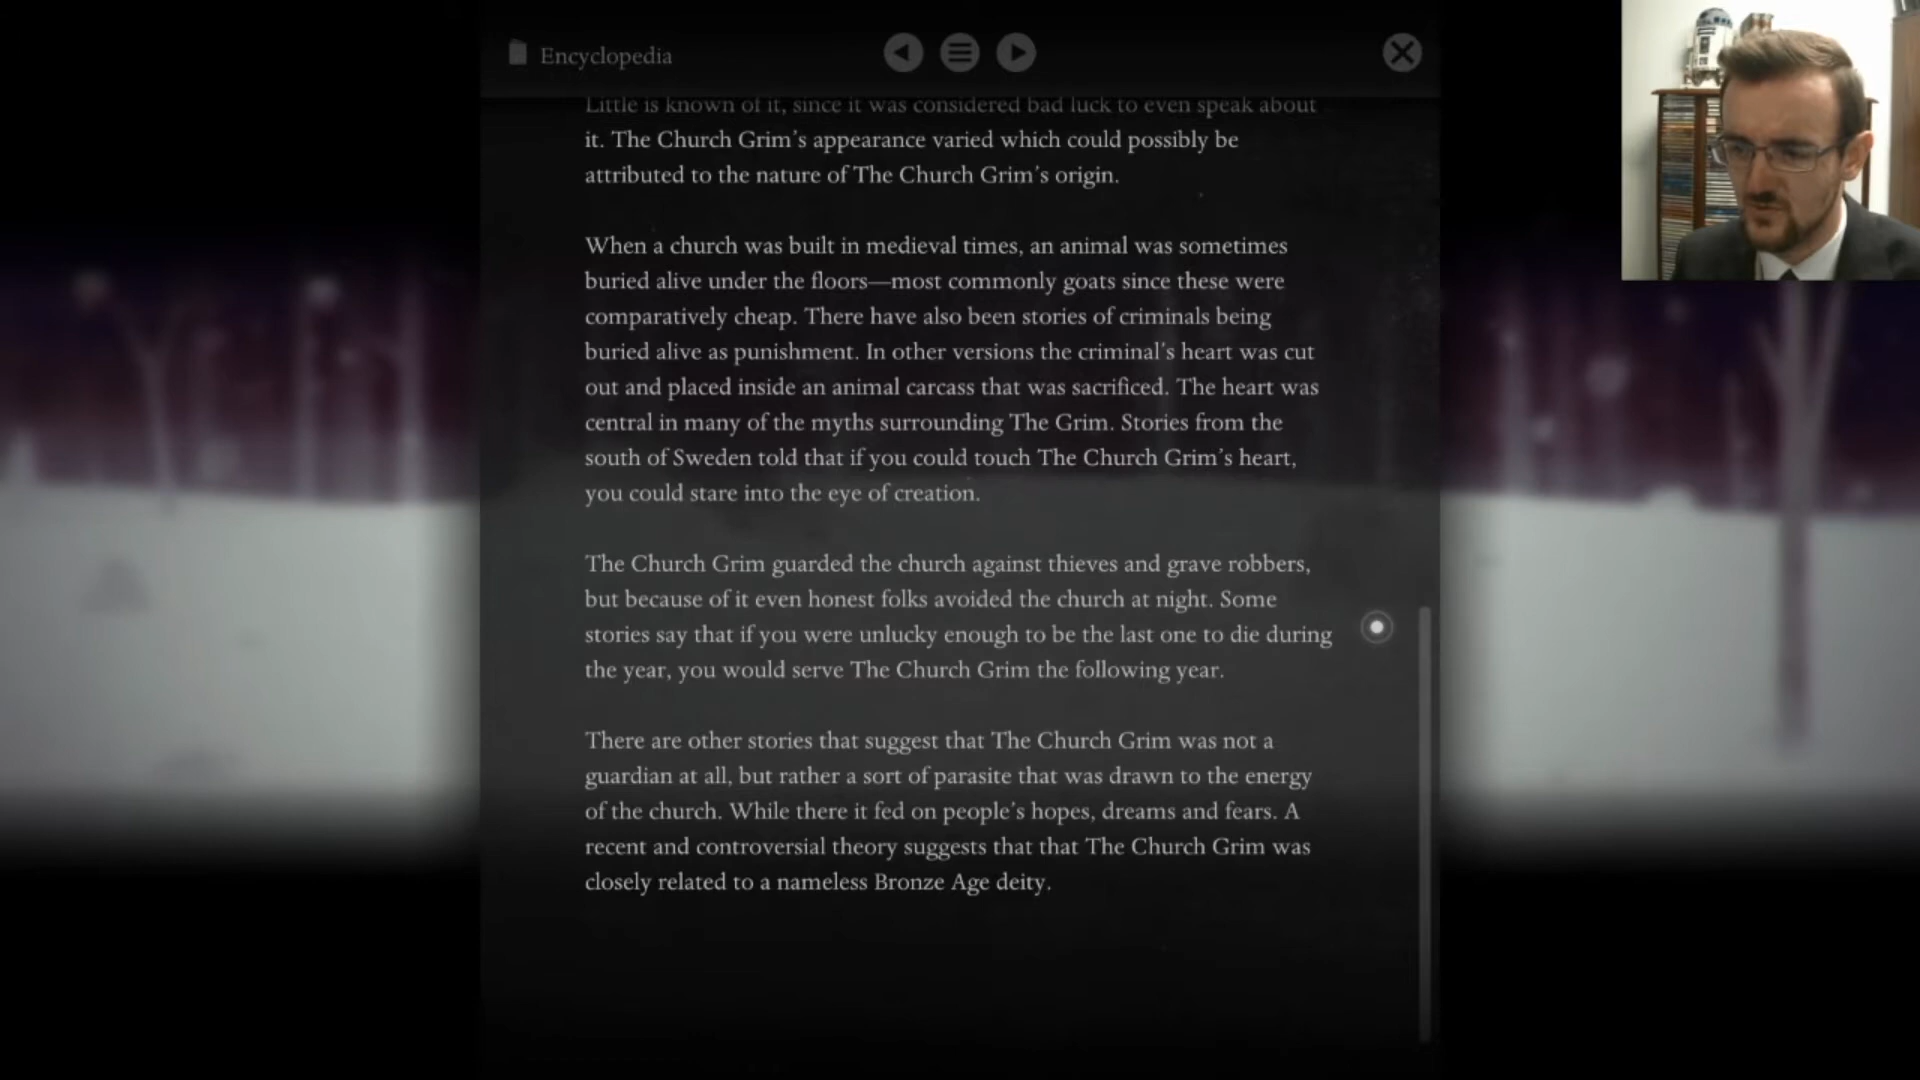 Encyclopedia
Little is known of it, since it was considered bad luck to even speak about
it. The Church Grim's appearance varied which could possibly be
attributed to the nature of The Church Grim's origin.
When a church was built in medieval times, an animal was sometimes
buried alive under the floors—most commonly goats since these were
comparatively cheap. There have also been stories of criminals being
buried alive as punishment. In other versions the criminal's heart was cut
out and placed inside an animal carcass that was sacrificed. The heart was
central in many of the myths surrounding The Grim. Stories from the
south of Sweden told that if you could touch The Church Grim's heart,
you could stare into the eye of creation.
The Church Grim guarded the church against thieves and grave robbers,
but because of it even honest folks avoided the church at night. Some
stories say that if you were unlucky enough to be the last one to die during
the year, you would serve The Church Grim the following year.
There are other stories that suggest that The Church Grim was not a
guardian at all, but rather a sort of parasite that was drawn to the energy
of the church. While there it fed on people's hopes, dreams and fears. A
recent and controversial theory suggests that that The Church Grim was
closely related to a nameless Bronze Age deity.